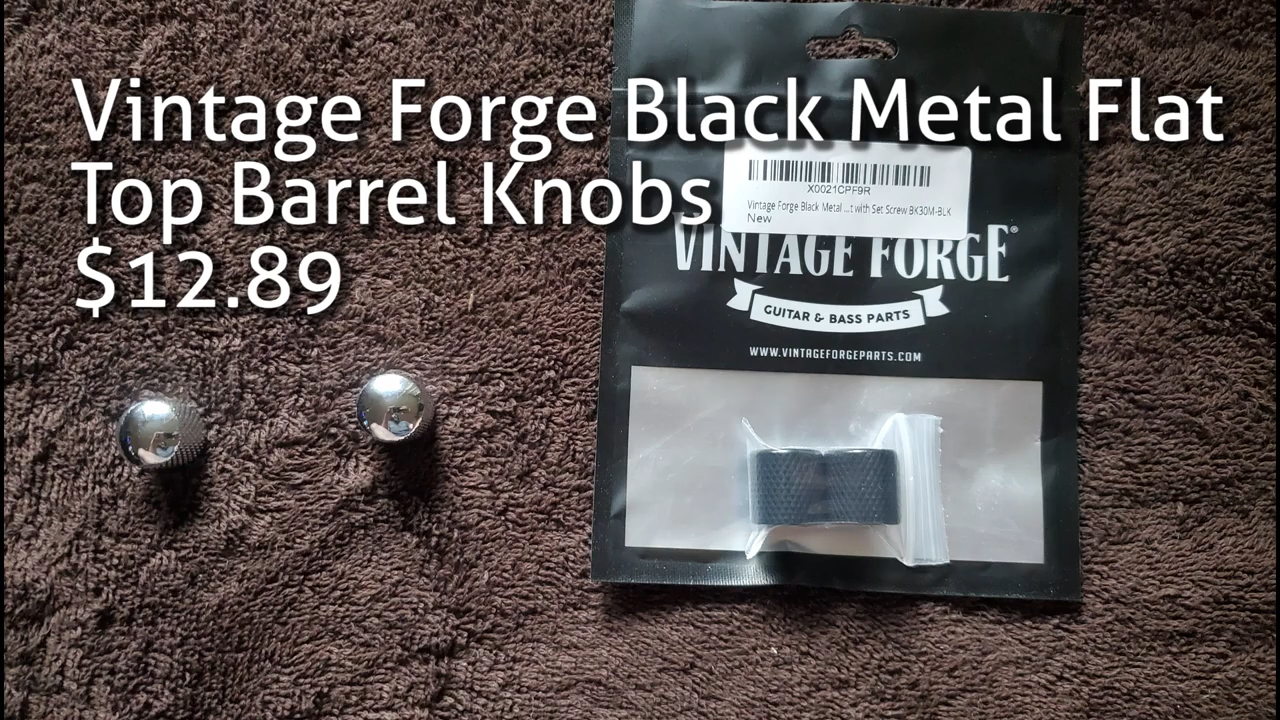 Vintage Forge Black Metal Flat
Top Barrel Knobs
$12.89
X0021CPF9R
Vintage Forge Black Metal ...t with Set Screw BK30M-BLK
New
VINTAGE FORGE®
GUITAR & BASS PARTS
WWW.VINTAGEFORGEPARTS.COM